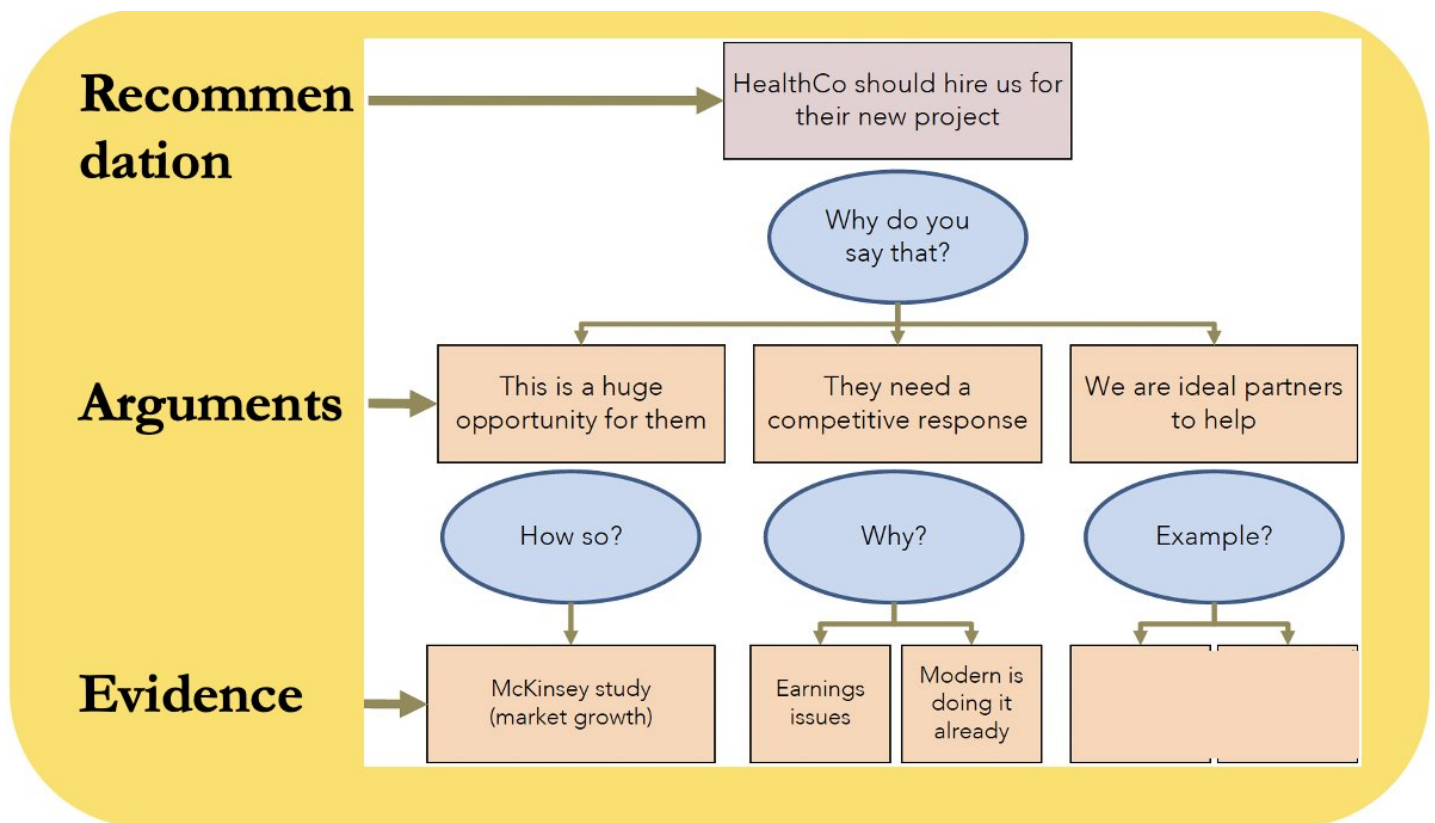 Recommen
dation
HealthCo should hire us for
their new project
Why do you
say that?
Arguments
This is a huge
opportunity for them
They need a
competitive response
We are ideal partners
to help
How so?
Why?
Example?
Evidence
McKinsey study
(market growth)
Earnings
issues
Modern is
doing it
already